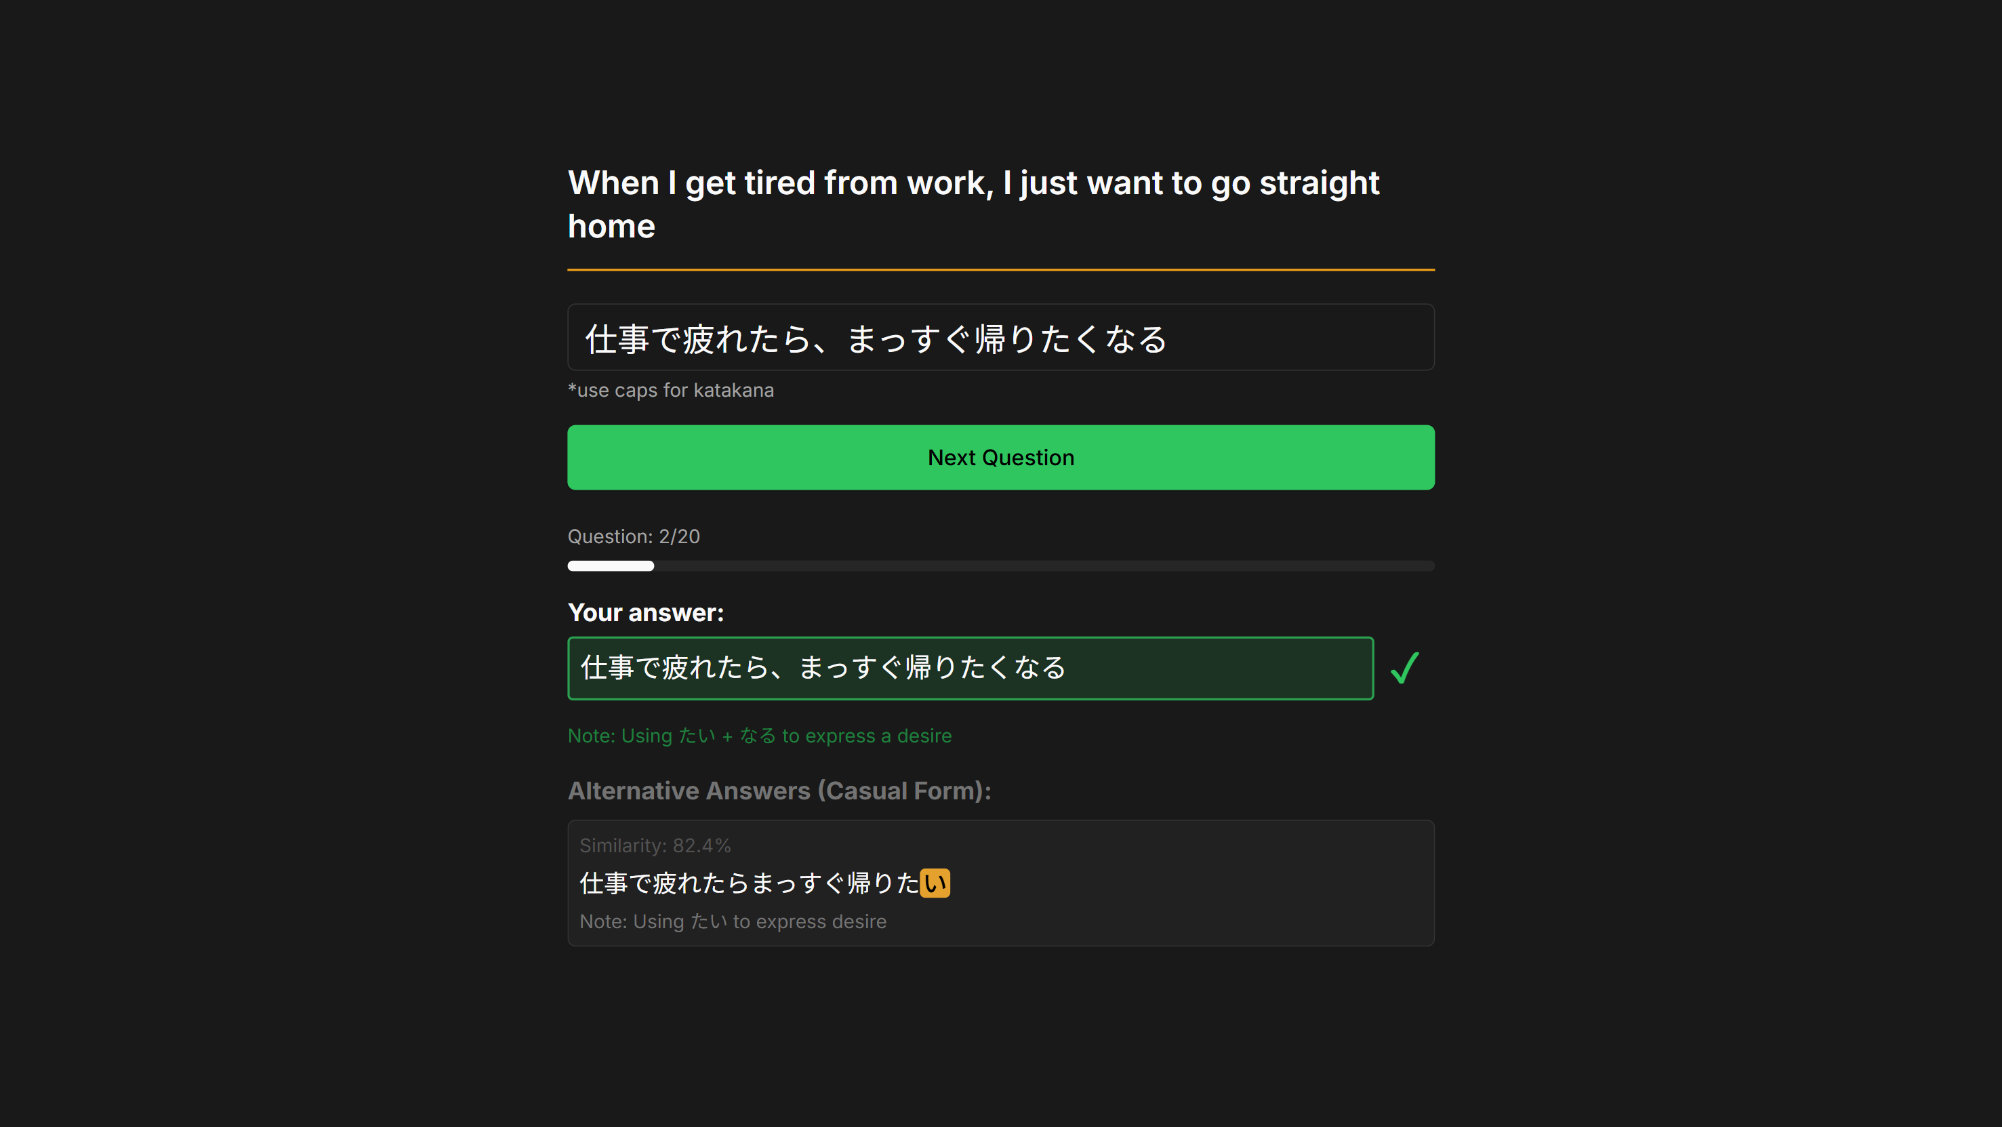 When I get tired from work, I just want to go straight
home
仕事で疲れたら、まっすぐ帰りたくなる
*use caps for katakana
Next Question
Question: 2/20
Your answer:
仕事で疲れたら、まっすぐ帰りたくなる
Note: Using たい + なる to express a desire
Alternative Answers (Casual Form):
Similarity: 82.4%
仕事で疲れたらまっすぐ帰りたい
Note: Using たい to express desire